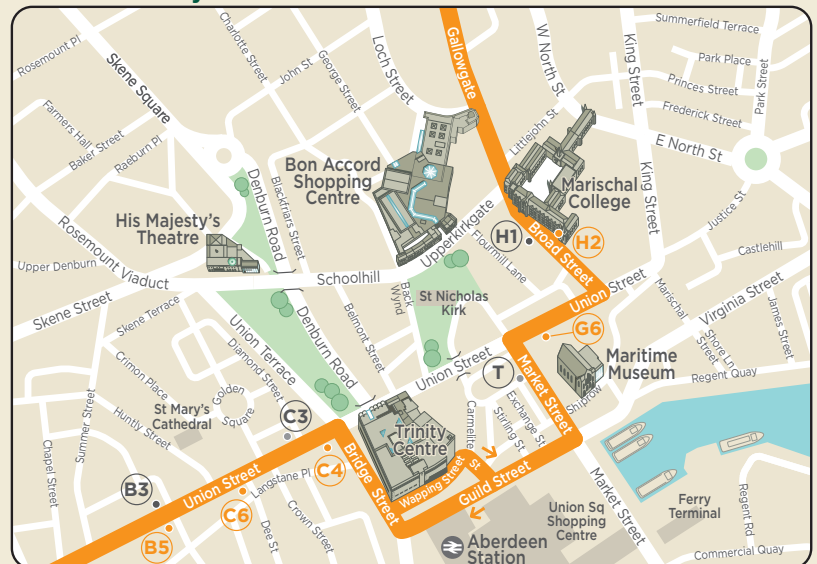 Rosemount Pl
Skene Square
Charlotte Street
John St
George Street
Loch Street
Gallowgate
W North St
King Street
Summerfield Terrace
Park Place
Princes Street
Park Street
Frederick Street
E North St
Littlejohn St
Farmers Hall
Baker Street
Raeburn Pl
Bon Accord
Shopping
Centre
Marischal
College
King Street
Justice St
Denburn Road
Blackfriars Street
His Majesty's
Theatre
Rosemount Viaduct
Upper Denburn
Schoolhill
Upperkirkgate
Flourmill Lane
H1
H2
Broad Street
Castlehill
Union Street
Marischal
Street
Virginia Street
James Street
Shore Ln
Skene Street
Skene Terrace
Back
Wynd
St Nicholas
Kirk
Belmont Street
Denburn Road
Union Terrace
Diamond Street
Crimon Place
Golden
Square
Huntly Street
St Mary's
Cathedral
Summer Street
Chapel Street
Union Street
G6
Market Street
Maritime
Museum
Regent Quay
T
Exchange St
Stirling St
Shiprow
Carmelite
St
C3
Trinity
Centre
C4
Bridge Street
Wapping Street
Guild Street
B3
Union Street
Langstane Pl
C6
B5
Dee St
Crown Street
Market Street
Union Sq
Shopping
Centre
Ferry
Terminal
Regent Rd
Aberdeen
Station
Commercial Quay